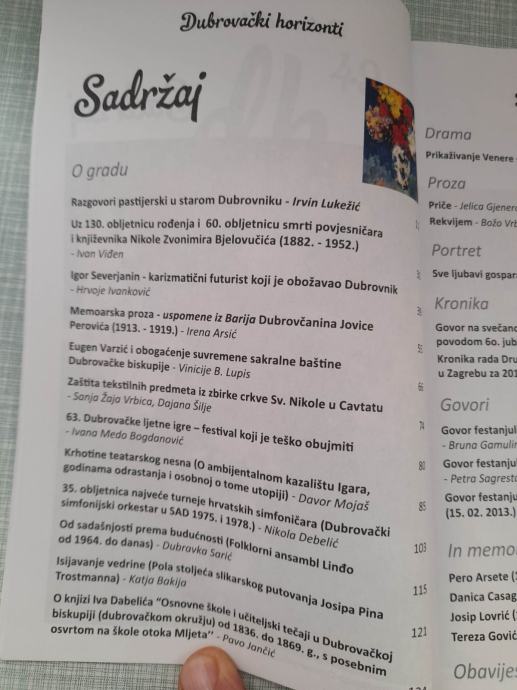 Dubrovački horizonti
Sadržaj
O gradu
Razgovori pastijerski u starom Dubrovniku - Irvin Lukežić
Uz 130. obljetnicu rođenja i 60. obljetnicu smrti povjesničara
i književnika Nikole Zvonimira Bjelovučića (1882. - 1952.)
- Ivan Viđen
Igor Severjanin - karizmatični futurist koji je obožavao Dubrovnik
- Hrvoje Ivanković
Memoarska proza - uspomene iz Barija Dubrovčanina Jovice
Perovića (1913. - 1919.) - Irena Arsić
Eugen Varzić i obogaćenje suvremene sakralne baštine
Dubrovačke biskupije - Vinicije B. Lupis
55
Zaštita tekstilnih predmeta iz zbirke crkve Sv. Nikole u Cavtatu
- Sanja Žaja Vrbica, Dajana Šilje
66
63. Dubrovačke ljetne igre – festival koji je teško obujmiti
- Ivana Medo Bogdanović
74
Krhotine teatarskog nesna (O ambijentalnom kazalištu Igara,
godinama odrastanja i osobnoj o tome utopiji) - Davor Mojaš
80
35. obljetnica najveće turneje hrvatskih simfoničara (Dubrovački
simfonijski orkestar u SAD 1975. i 1978.) - Nikola Debelić
85
Od sadašnjosti prema budućnosti (Folklorni ansambl Linđo
od 1964. do danas) - Dubravka Sarić
103
Isijavanje vedrine (Pola stoljeća slikarskog putovanja Josipa Pina
Trostmanna) - Katja Bakija
115
O knjizi Iva Dabelića "Osnovne škole i učiteljski tečaji u Dubrovačkoj
biskupiji (dubrovačkom okružju) od 1836. do 1869. g., s posebnim
osvrtom na škole otoka Mljeta" - Pavo Jančić
121
Drama
Prikaživanje Venere
Proza
Priče - Jelica Gjener
Rekvijem - Božo Vrb
Portret
Sve ljubavi gospar
Kronika
Govor na svečano
povodom 60. jub
Kronika rada Dru
u Zagrebu za 201
Govori
Govor festanjul
- Bruna Gamulin
Govor festanju
- Petra Sagrest
Govor festanju
(15. 02. 2013.)
In memo
Pero Arsete (
Danica Casag
Josip Lovrić (
Tereza Gović
Obavijes